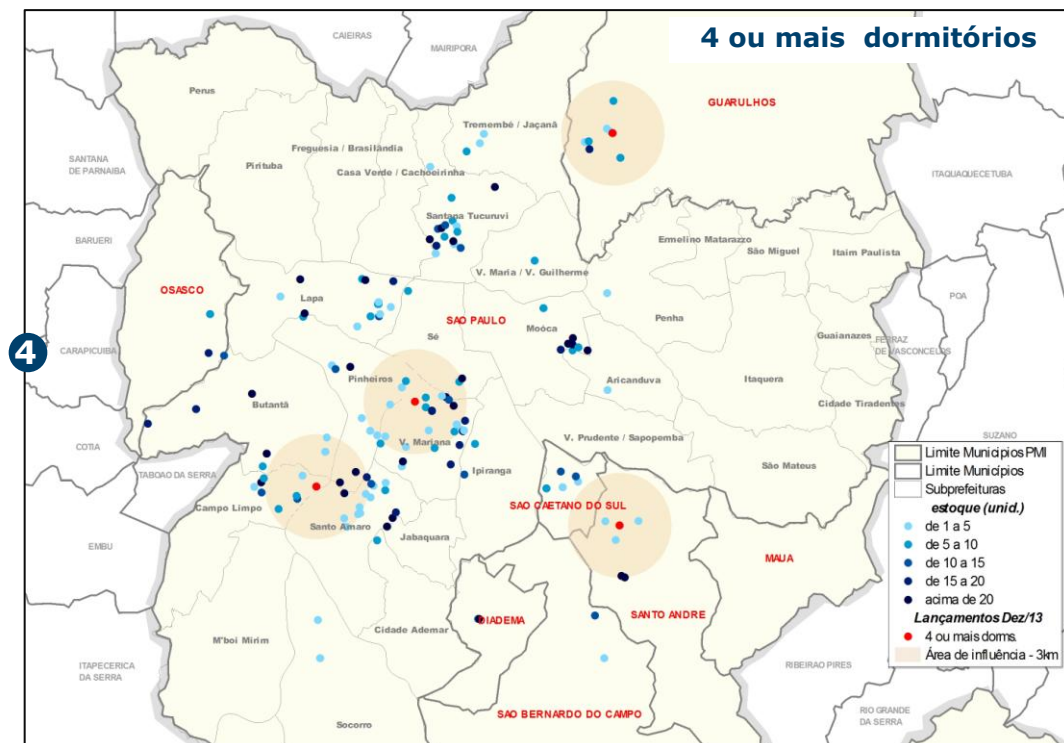 4 ou mais dormitórios
CAIEIRAS
MAIRIPORA
Perus
GUARULHOS
Tremembé / Jaçanã
Freguesia / Brasilândia
SANTANA
DE PARNAIBA
Pirituba
Casa Verde / Cachoeirinha
ITAQUAQUECETUBA
Santana Tucuruvi
BARUERI
Ermelino Matarazzo
São Miguel
Itaim Paulista
OSASCO
V. Maria / V. Guilherme
POA
Lapa
SAO PAULO
Penha
Moóca
Sé
Guaianazes
FERRAZ
DE VASCONCELOS
4
CARAPICUIBA
Pinheiros
Aricanduva
Itaquera
Butantã
Cidade Tiradentes
COTIA
V. Mariana
V. Prudente / Sapopemba
SUZANO
TABOAO DA SERRA
Ipiranga
São Mateus
Campo Limpo
SAO CAETANO DO SUL
Santo Amaro
Jabaquara
EMBU
MAUA
DIADEMA
SANTO ANDRE
Cidade Ademar
M'boi Mirim
ITAPECERICA
DA SERRA
RIBEIRAO PIRES
SAO BERNARDO DO CAMPO
RIO GRANDE
DA SERRA
Socorro
Limite Municipios PMI
Limite Municípios
Subprefeituras
estoque (unid.)
de 1 a 5
de 5 a 10
de 10 a 15
de 15 a 20
acima de 20
Lançamentos Dez/13
4 ou mais dorms.
Área de influência - 3km